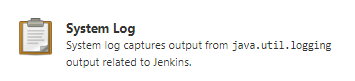 System Log
System log captures output from java.util.logging
output related to Jenkins.